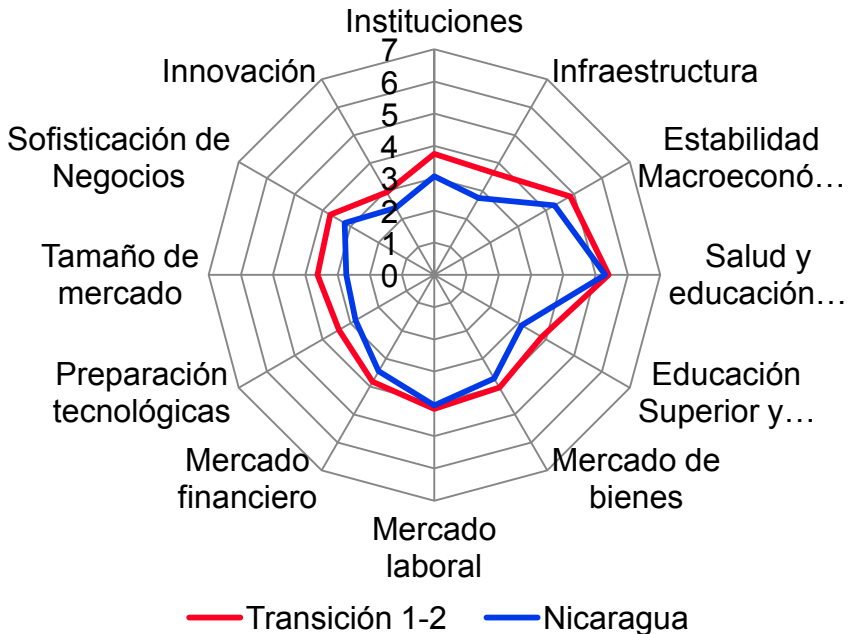 Instituciones
Infraestructura
Estabilidad
Macroeconó…
Salud y
educación…
Educación
Superior y…
Mercado de
bienes
Mercado
laboral
Mercado
financiero
Preparación
tecnológicas
Tamaño de
mercado
Sofisticación de
Negocios
Innovación
7
6
5
4
3
2
1
0
Transición 1-2
Nicaragua